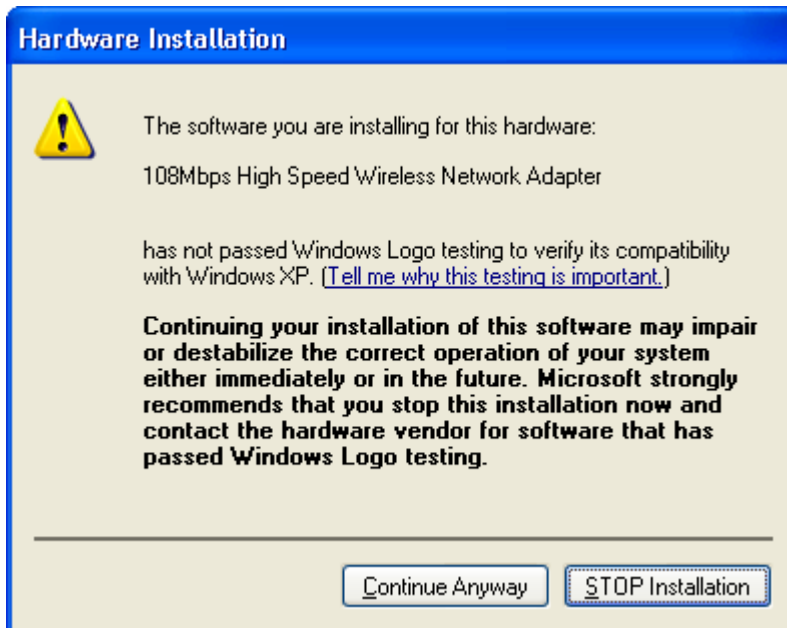 Hardware Installation
The software you are installing for this hardware:
108Mbps High Speed Wireless Network Adapter
has not passed Windows Logo testing to verify its compatibility
with Windows XP. (Tell me why this testing is important.)
Continuing your installation of this software may impair
or destabilize the correct operation of your system
either immediately or in the future. Microsoft strongly
recommends that you stop this installation now and
contact the hardware vendor for software that has
passed Windows Logo testing.
Continue Anyway
STOP Installation